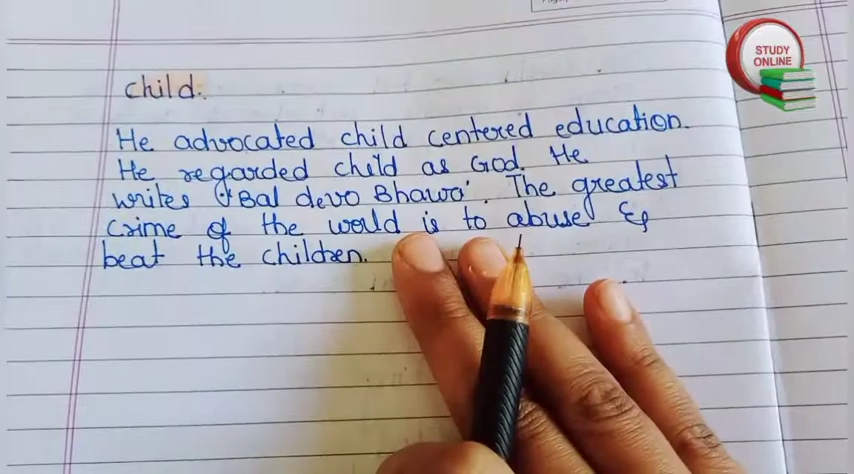 STUDY
ONLINE
child.
He advocated child centered education.
He regarded child as God. He
writes 'Bal devo Bhawo'. The greatest
crime of the world is to abuse &
beat the children.